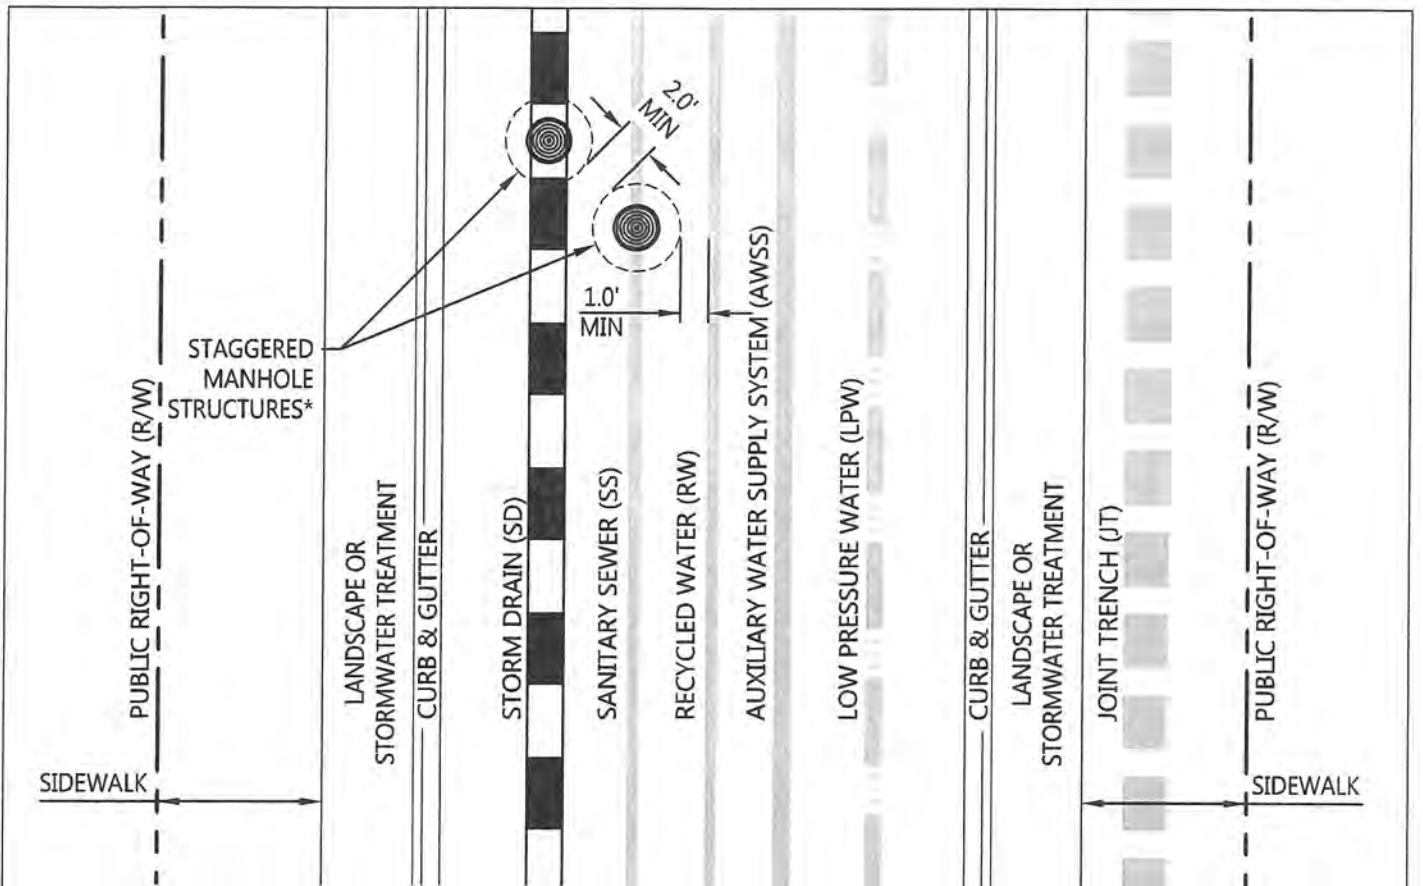 2.0'
MIN
1.0'
MIN
STAGGERED
MANHOLE
STRUCTURES*
PUBLIC RIGHT-OF-WAY (R/W)
LANDSCAPE OR
STORMWATER TREATMENT
CURB & GUTTER
STORM DRAIN (SD)
SANITARY SEWER (SS)
RECYCLED WATER (RW)
AUXILIARY WATER SUPPLY SYSTEM (AWSS)
LOW PRESSURE WATER (LPW)
CURB & GUTTER
LANDSCAPE OR
STORMWATER TREATMENT
JOINT TRENCH (JT)
PUBLIC RIGHT-OF-WAY (R/W)
SIDEWALK
SIDEWALK